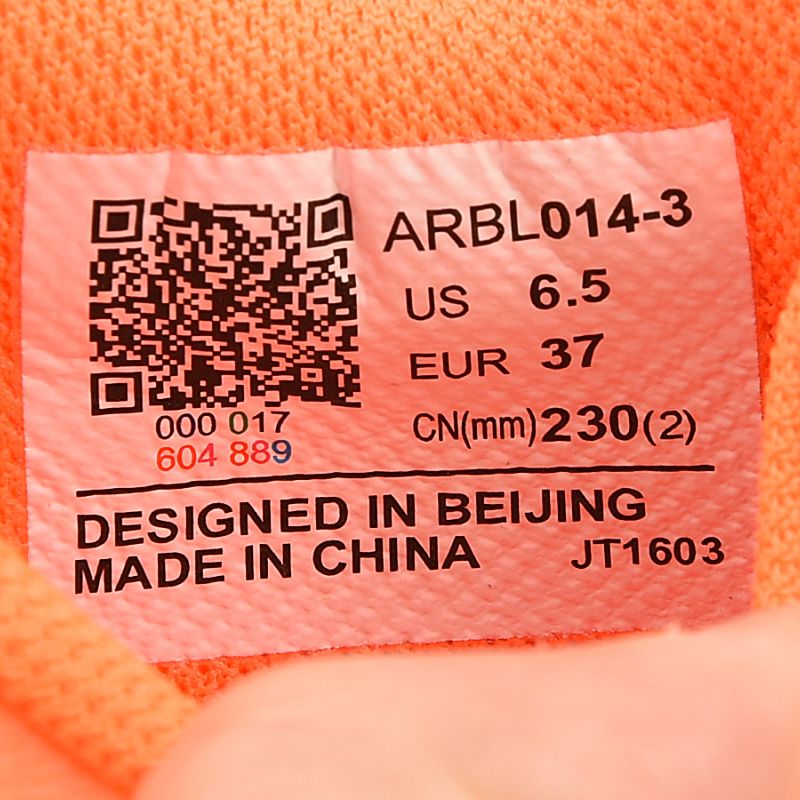 ARBL014-3
US 6.5
EUR 37
CN(mm)230(2)
000 017
604 889
DESIGNED IN BEIJING
MADE IN CHINA JT1603